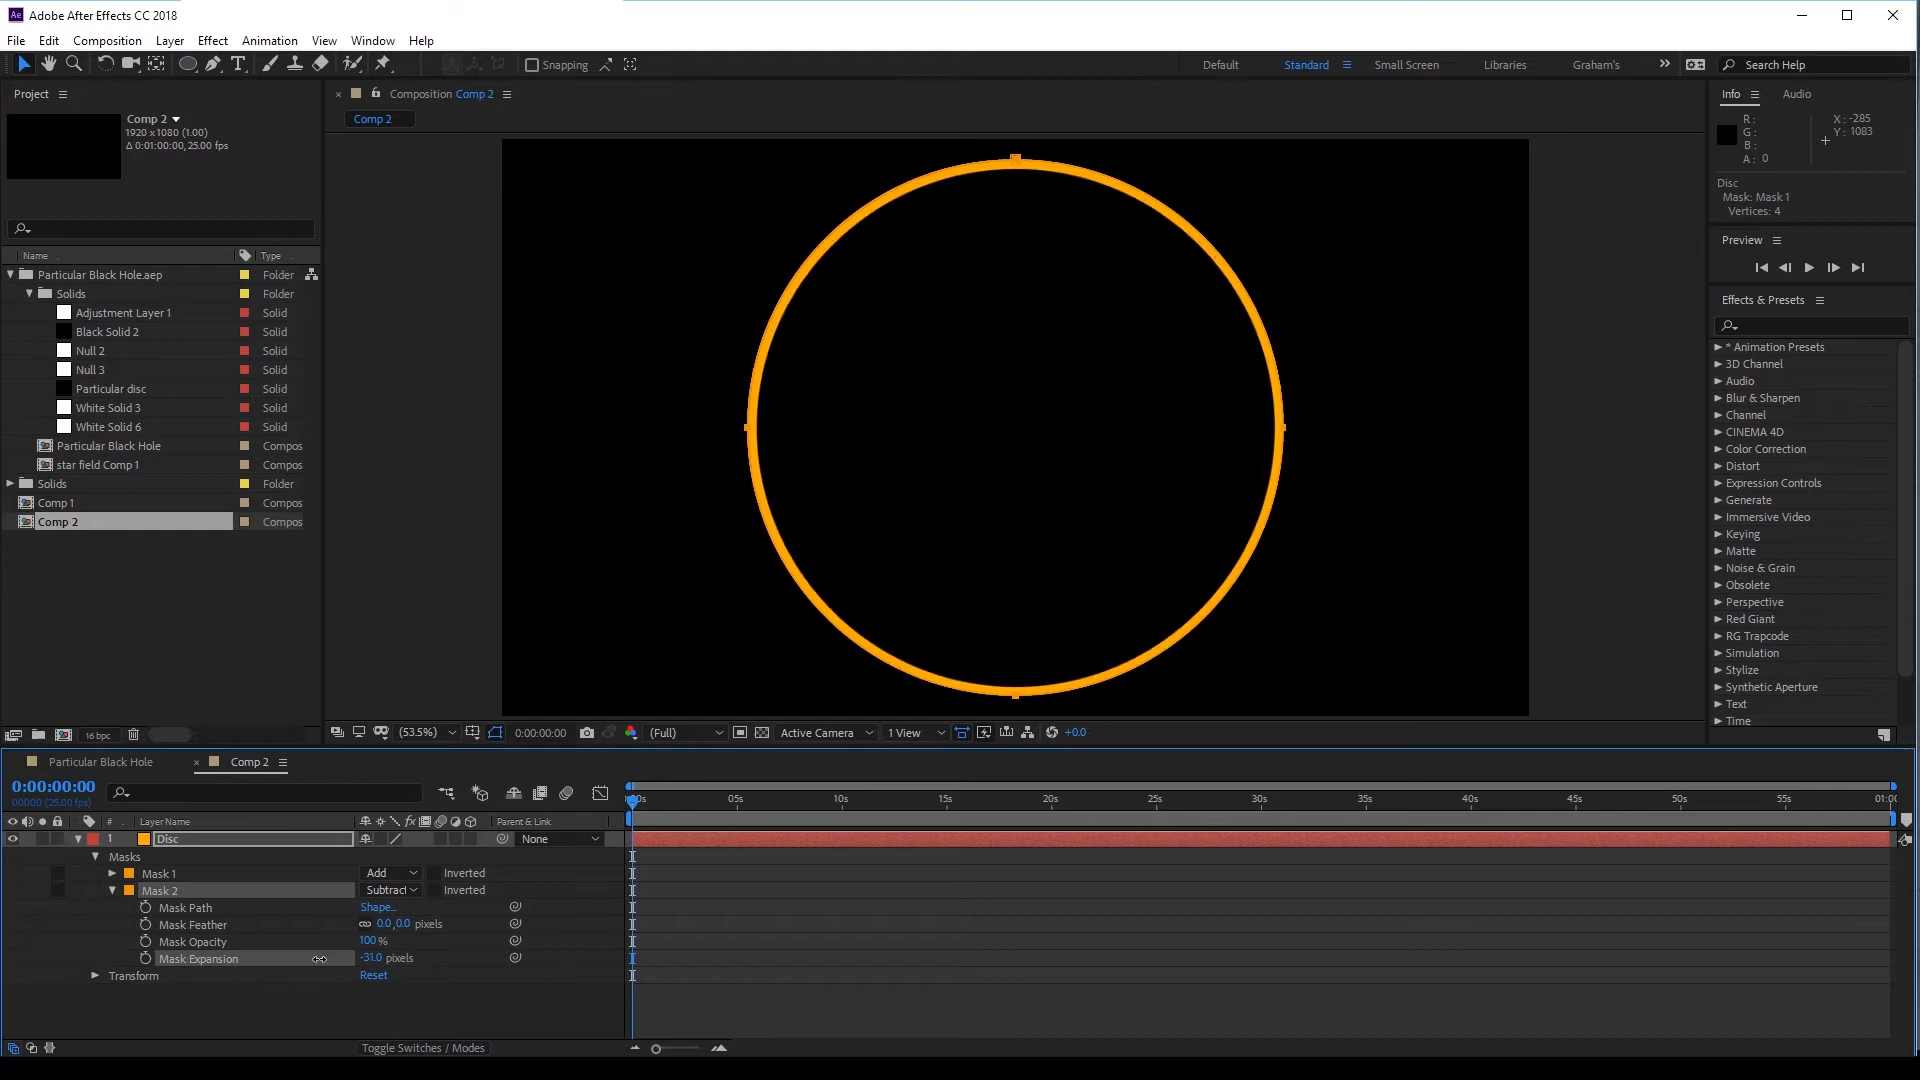 Ae Adobe After Effects CC 2018
File Edit Composition Layer Effect Animation View Window Help
Snapping Default Standard Small Screen Libraries Graham's Search Help
Project
Composition Comp 2
Info Audio
Comp 2
1920 x 1080 (1.00)
Δ 0:01:00:00, 25.00 fps
Comp 2
R :
G :
B :
A : 0
X : -285
Y : 1083
Disc
Mask: Mask 1
Vertices: 4
Preview
Name Type
Particular Black Hole.aep Folder
Solids Folder
Adjustment Layer 1 Solid
Black Solid 2 Solid
Null 2 Solid
Null 3 Solid
Particular disc Solid
White Solid 3 Solid
White Solid 6 Solid
Particular Black Hole Compos
star field Comp 1 Compos
Solids Folder
Comp 1 Compos
Comp 2 Compos
Effects & Presets
* Animation Presets
3D Channel
Audio
Blur & Sharpen
Channel
CINEMA 4D
Color Correction
Distort
Expression Controls
Generate
Immersive Video
Keying
Matte
Noise & Grain
Obsolete
Perspective
Red Giant
RG Trapcode
Simulation
Stylize
Synthetic Aperture
Text
Time
16 bpc
(53.5%) 0:00:00:00 (Full) Active Camera 1 View +0.0
Particular Black Hole Comp 2
0:00:00:00
00000 (25.00 fps)
05s 10s 15s 20s 25s 30s 35s 40s 45s 50s 55s
# Layer Name fx Parent & Link
1 Disc None
Masks
Mask 1 Add Inverted
Mask 2 Subtract Inverted
Mask Path Shape...
Mask Feather 0.0,0.0 pixels
Mask Opacity 100 %
Mask Expansion -31.0 pixels
Transform Reset
Toggle Switches / Modes